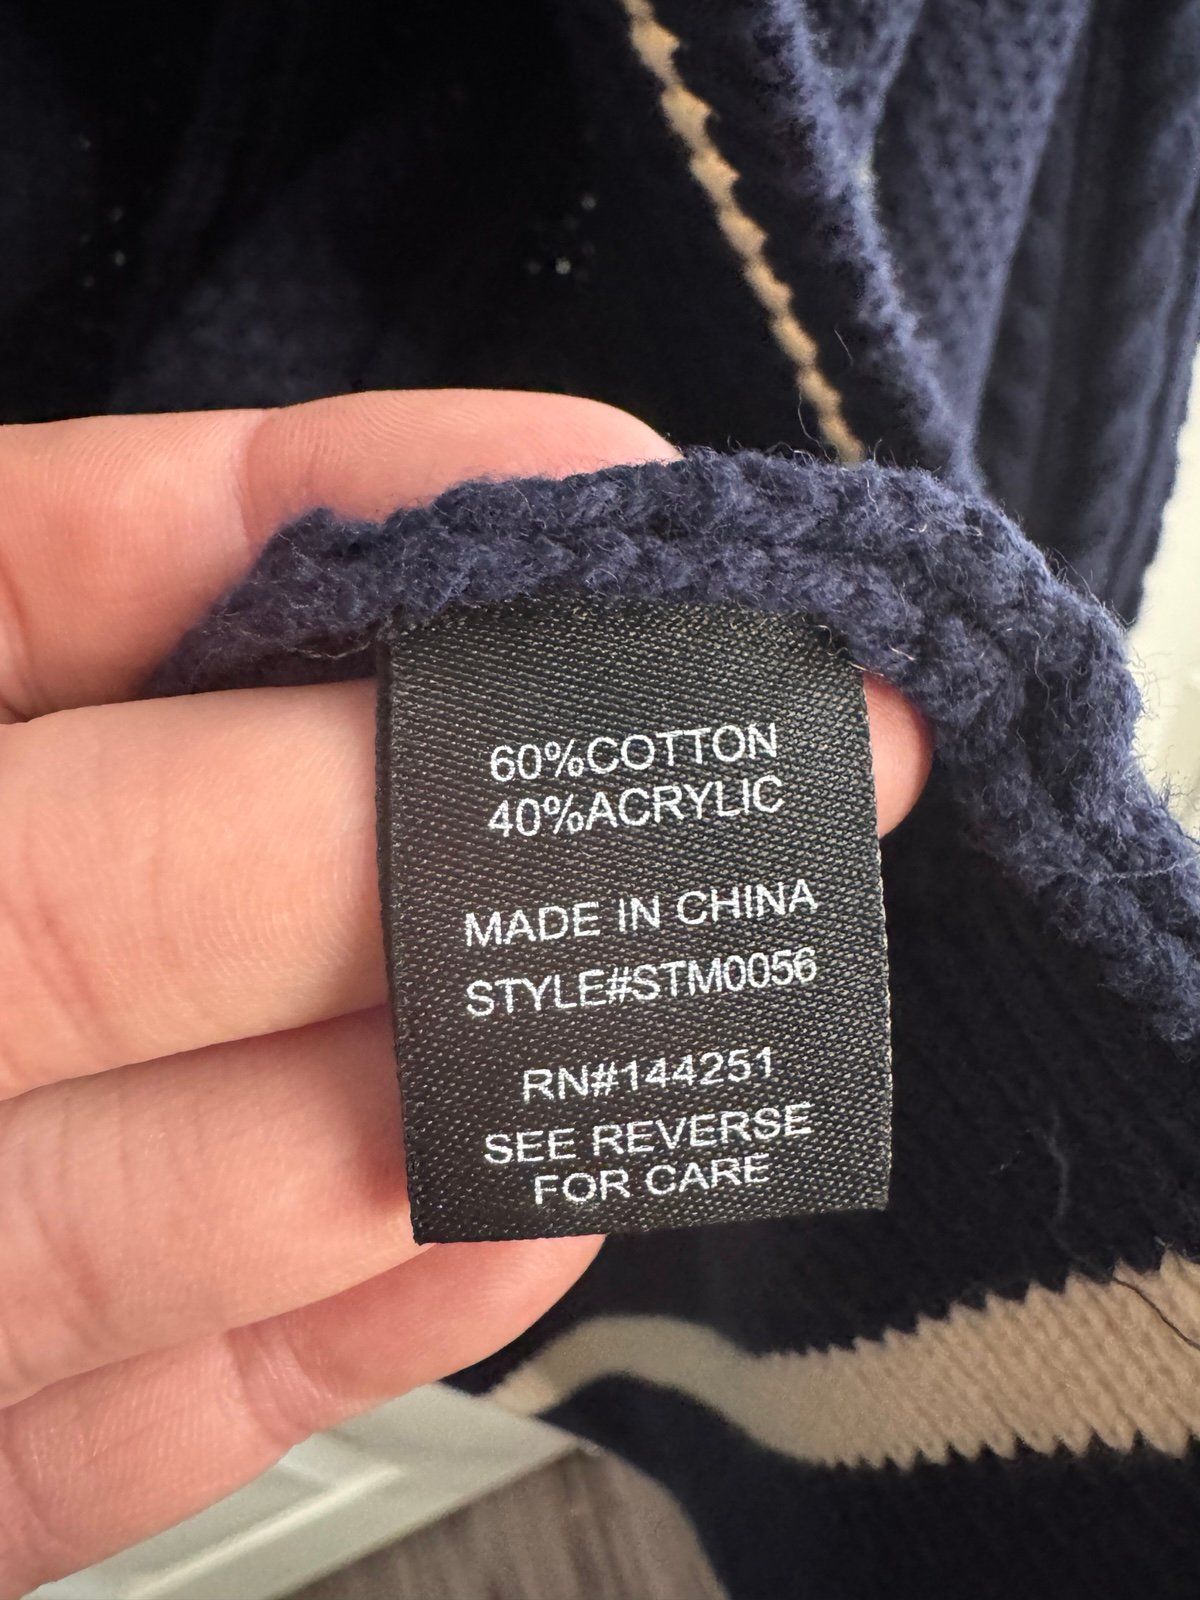 60%COTTON
40%ACRYLIC
MADE IN CHINA
STYLE#STM0056
RN#144251
SEE REVERSE
FOR CARE